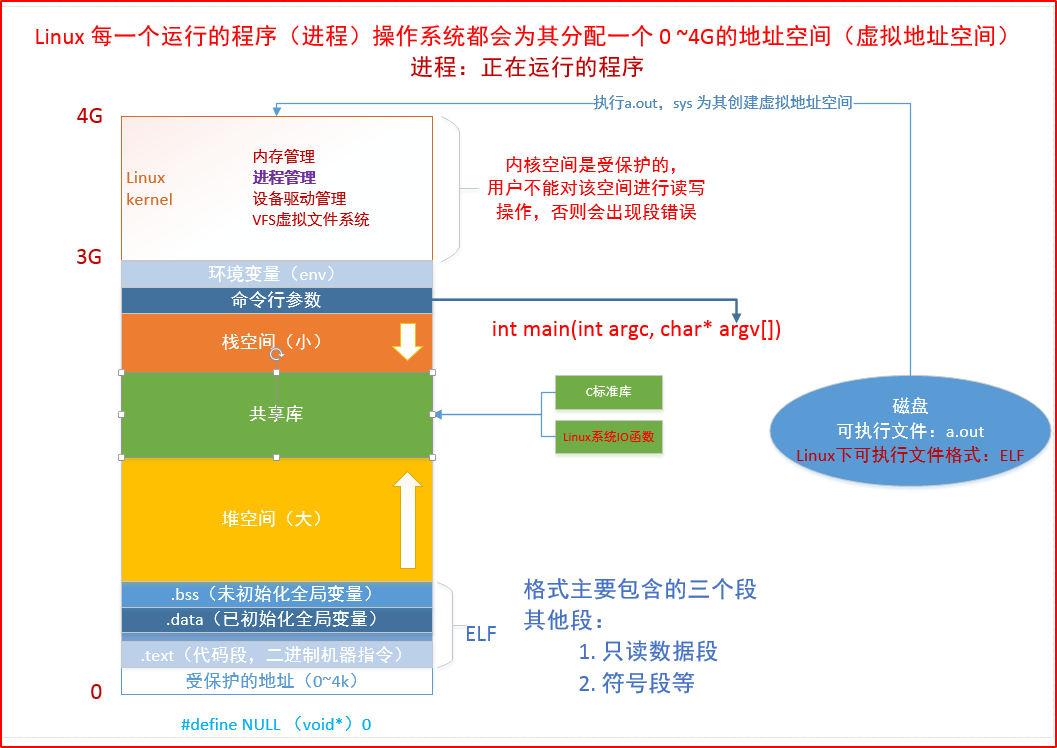 Linux 每一个运行的程序（进程）操作系统都会为其分配一个 0 ~4G的地址空间（虚拟地址空间）
进程：正在运行的程序
执行a.out，sys 为其创建虚拟地址空间
4G
Linux
kernel
内存管理
进程管理
设备驱动管理
VFS虚拟文件系统
内核空间是受保护的，
用户不能对该空间进行读写
操作，否则会出现段错误
3G
环境变量（env）
命令行参数
int main(int argc, char* argv[])
栈空间（小）
共享库
C标准库
Linux系统IO函数
磁盘
可执行文件：a.out
Linux下可执行文件格式：ELF
堆空间（大）
.bss（未初始化全局变量）
.data（已初始化全局变量）
.text（代码段，二进制机器指令）
受保护的地址（0~4k）
ELF
格式主要包含的三个段
其他段：
1. 只读数据段
2. 符号段等
0
#define NULL （void*）0